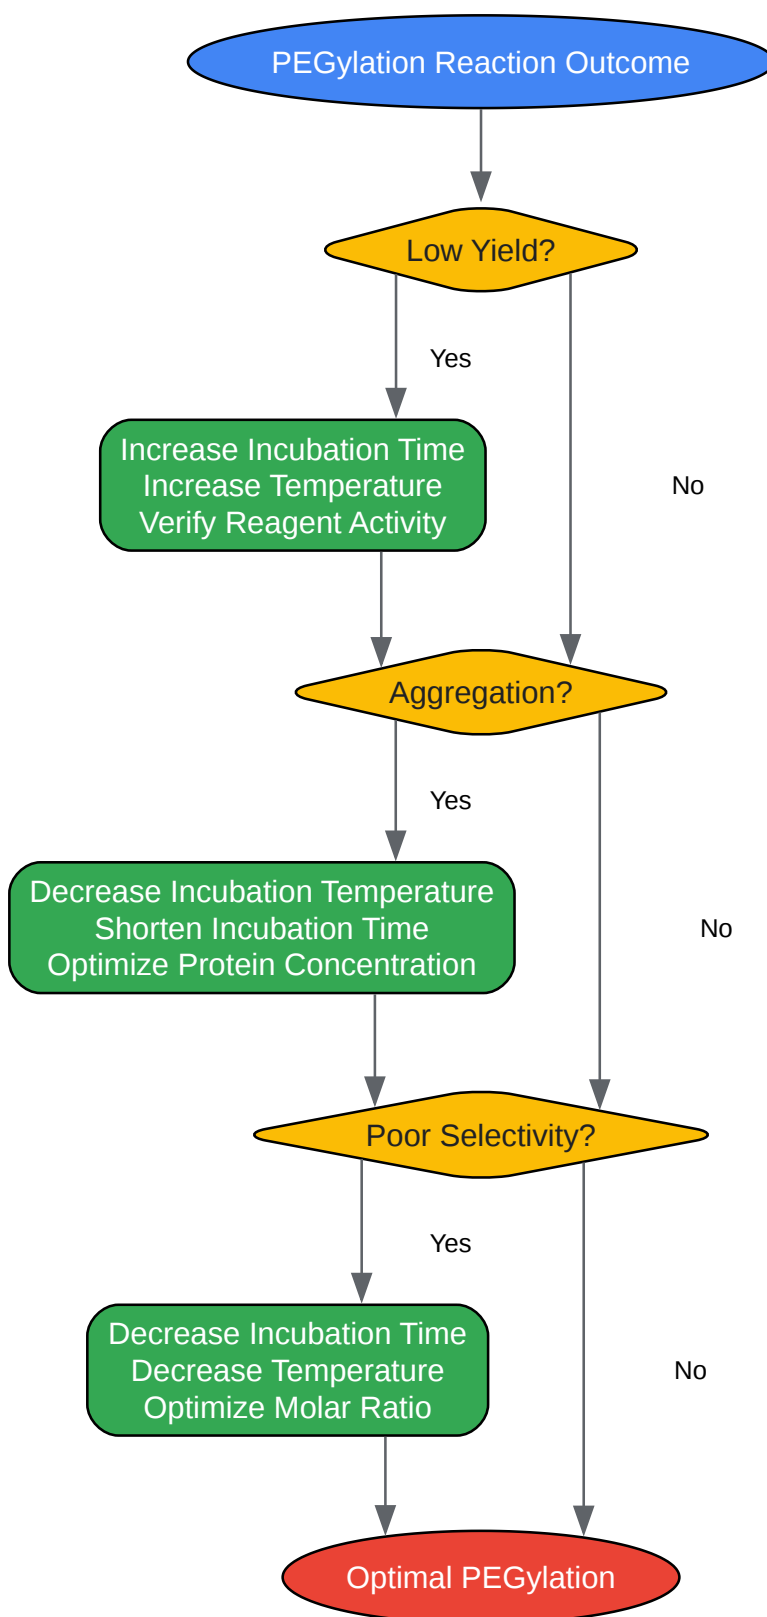 PEGylation Reaction Outcome
Low Yield?
Yes
Increase Incubation Time
Increase Temperature
Verify Reagent Activity
No
Aggregation?
Yes
Decrease Incubation Temperature
Shorten Incubation Time
Optimize Protein Concentration
No
Poor Selectivity?
Yes
Decrease Incubation Time
Decrease Temperature
Optimize Molar Ratio
No
Optimal PEGylation